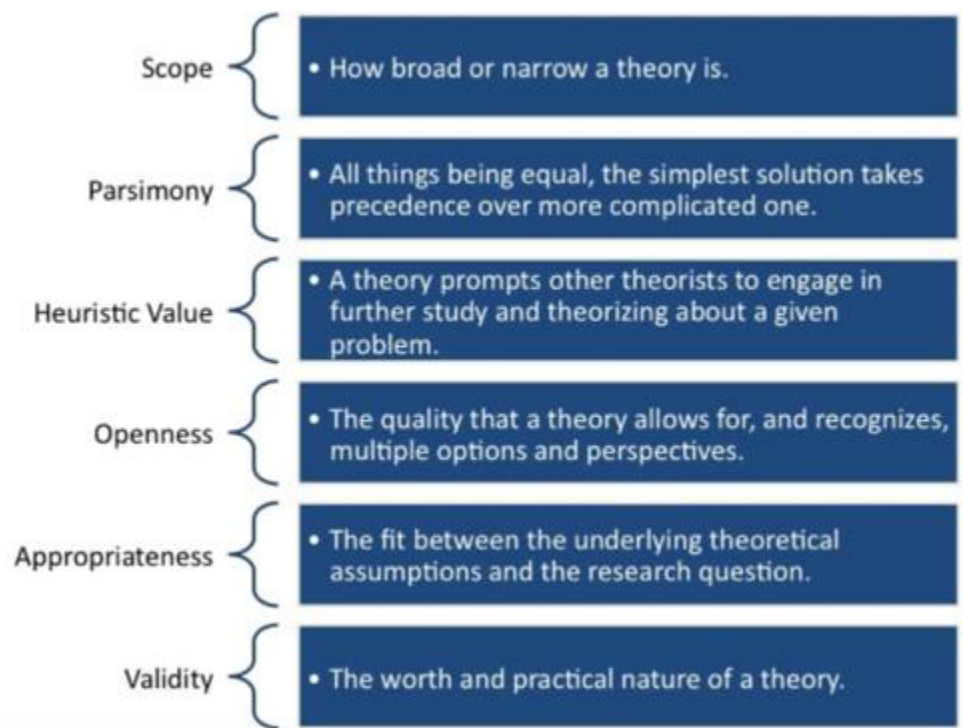 Scope
• How broad or narrow a theory is.
Parsimony
• All things being equal, the simplest solution takes
precedence over more complicated one.
Heuristic Value
• A theory prompts other theorists to engage in
further study and theorizing about a given
problem.
Openness
• The quality that a theory allows for, and recognizes,
multiple options and perspectives.
Appropriateness
• The fit between the underlying theoretical
assumptions and the research question.
Validity
• The worth and practical nature of a theory.